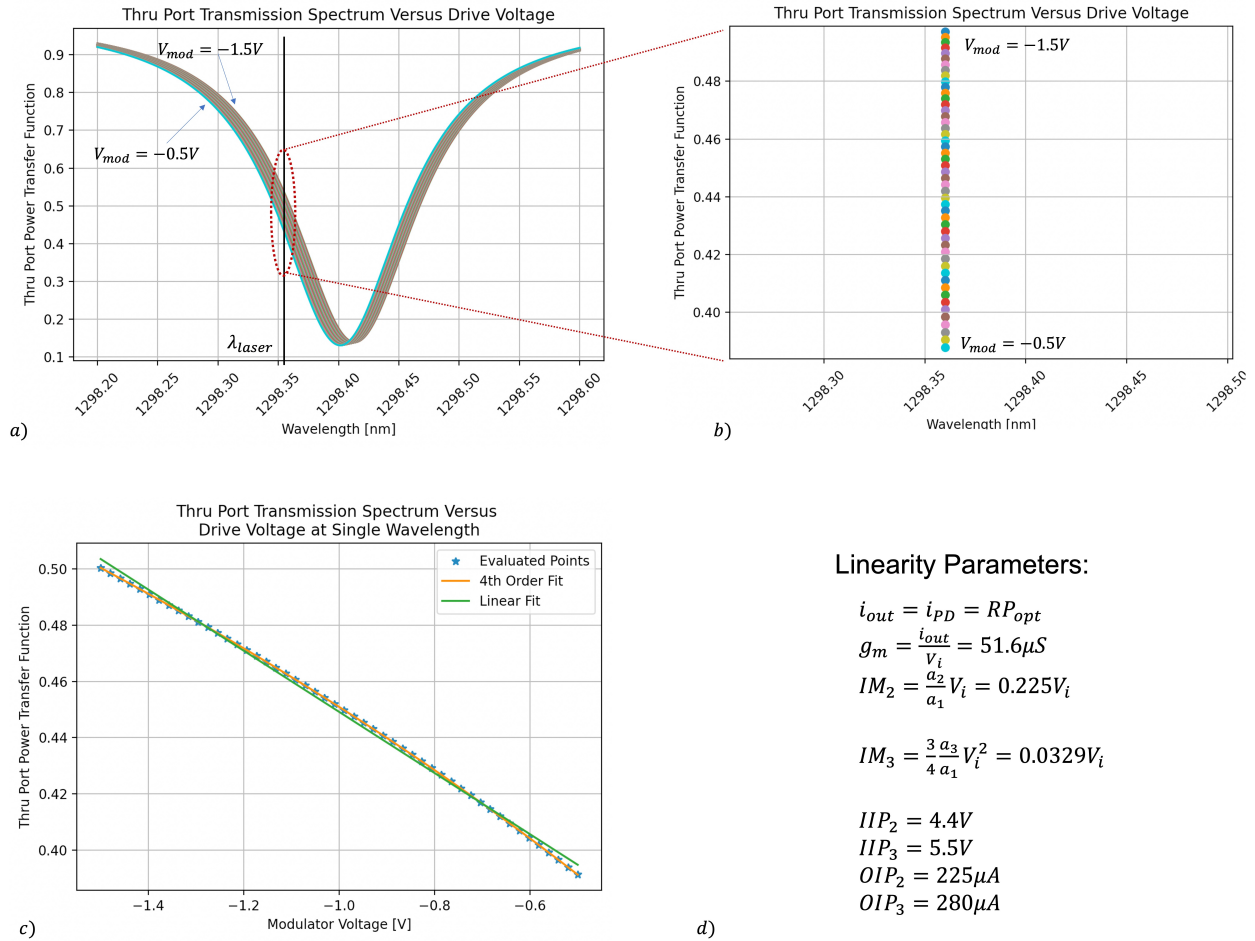 Thru Port Transmission Spectrum Versus Drive Voltage
Thru Port Power Transfer Function
0.9
0.8
0.7
0.6
0.5
0.4
0.3
0.2
0.1
V_mod = −1.5V
V_mod = −0.5V
λ_laser
1298.20
1298.25
1298.30
1298.35
1298.40
1298.45
1298.50
1298.55
1298.60
Wavelength [nm]
a)
Thru Port Transmission Spectrum Versus Drive Voltage
Thru Port Power Transfer Function
0.48
0.46
0.44
0.42
0.40
V_mod = −1.5V
V_mod = −0.5V
1298.30
1298.35
1298.40
1298.45
1298.50
Wavelength [nm]
b)
Thru Port Transmission Spectrum Versus
Drive Voltage at Single Wavelength
Thru Port Power Transfer Function
0.50
0.48
0.46
0.44
0.42
0.40
Evaluated Points
4th Order Fit
Linear Fit
−1.4
−1.2
−1.0
−0.8
−0.6
Modulator Voltage [V]
c)
Linearity Parameters:
i_out = i_PD = RP_opt
g_m = i_out/V_i = 51.6μS
IM_2 = a_2/a_1 V_i = 0.225V_i
IM_3 = 3/4 a_3/a_1 V_i^2 = 0.0329V_i
IIP_2 = 4.4V
IIP_3 = 5.5V
OIP_2 = 225μA
OIP_3 = 280μA
d)